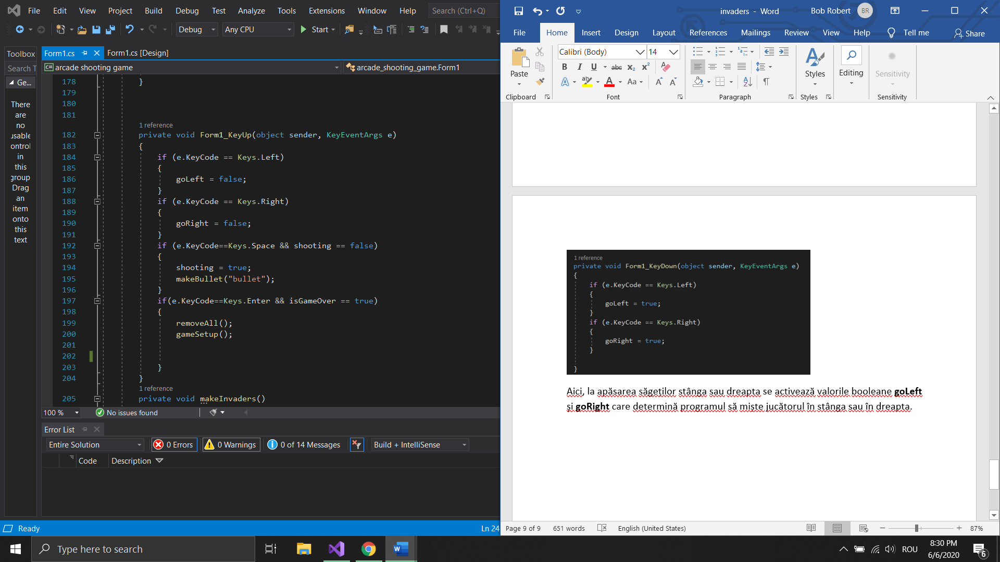 File Edit View Project Build Debug Test Analyze Tools Extensions Window Help Search (Ctrl+Q)
Debug Any CPU Start
Toolbox
Search T
Ge...
There
are
no
usable
ontrol
in
this
group.
Drag
an
item
onto
this
text
Form1.cs Form1.cs [Design]
C# arcade shooting game arcade_shooting_game.Form1
178 }
179
180
181
1 reference
182 private void Form1_KeyUp(object sender, KeyEventArgs e)
183 {
184 if (e.KeyCode == Keys.Left)
185 {
186 goLeft = false;
187 }
188 if (e.KeyCode == Keys.Right)
189 {
190 goRight = false;
191 }
192 if (e.KeyCode==Keys.Space && shooting == false)
193 {
194 shooting = true;
195 makeBullet("bullet");
196 }
197 if(e.KeyCode==Keys.Enter && isGameOver == true)
198 {
199 removeAll();
200 gameSetup();
201
202
203 }
204 }
1 reference
205 private void makeInvaders()
100 % No issues found
Error List
Entire Solution 0 Errors 0 Warnings 0 of 14 Messages Build + IntelliSense
Code Description
Ready Ln 24
invaders - Word Bob Robert BR
File Home Insert Design Layout References Mailings Review View Help Tell me Share
Paste
Clipboard
Calibri (Body) 14
B I U abc x₂ x²
A ab A Aa A A
Font
Paragraph
Styles
Styles
Editing
Sensitivity
Sensitivity
1 reference
private void Form1_KeyDown(object sender, KeyEventArgs e)
{
if (e.KeyCode == Keys.Left)
{
goLeft = true;
}
if (e.KeyCode == Keys.Right)
{
goRight = true;
}
}
Aici, la apăsarea săgeților stânga sau dreapta se activează valorile booleane goLeft
și goRight care determină programul să miște jucătorul în stânga sau în dreapta.
Page 9 of 9 651 words English (United States) 87%
Type here to search
ROU
8:30 PM
6/6/2020
6